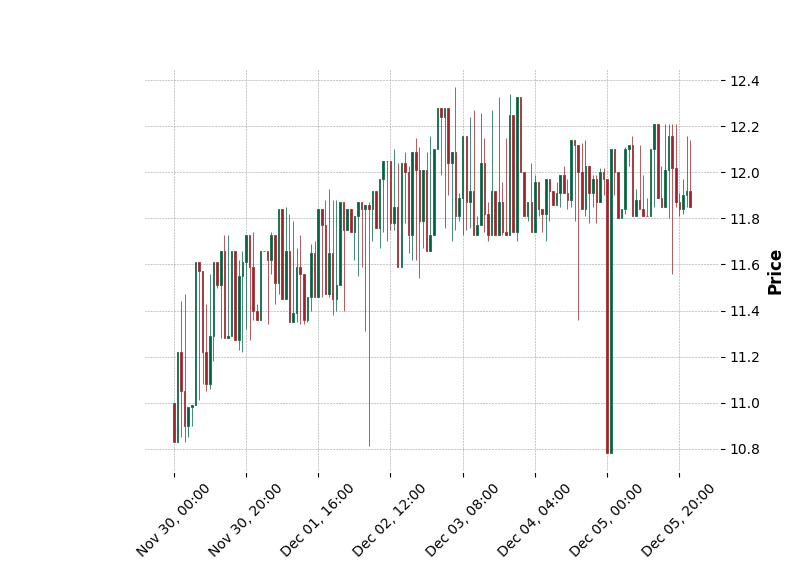 12.4
12.2
12.0
11.8
11.6
11.4
11.2
11.0
10.8
Price
Nov 30, 00:00
Nov 30, 20:00
Dec 01, 16:00
Dec 02, 12:00
Dec 03, 08:00
Dec 04, 04:00
Dec 05, 00:00
Dec 05, 20:00